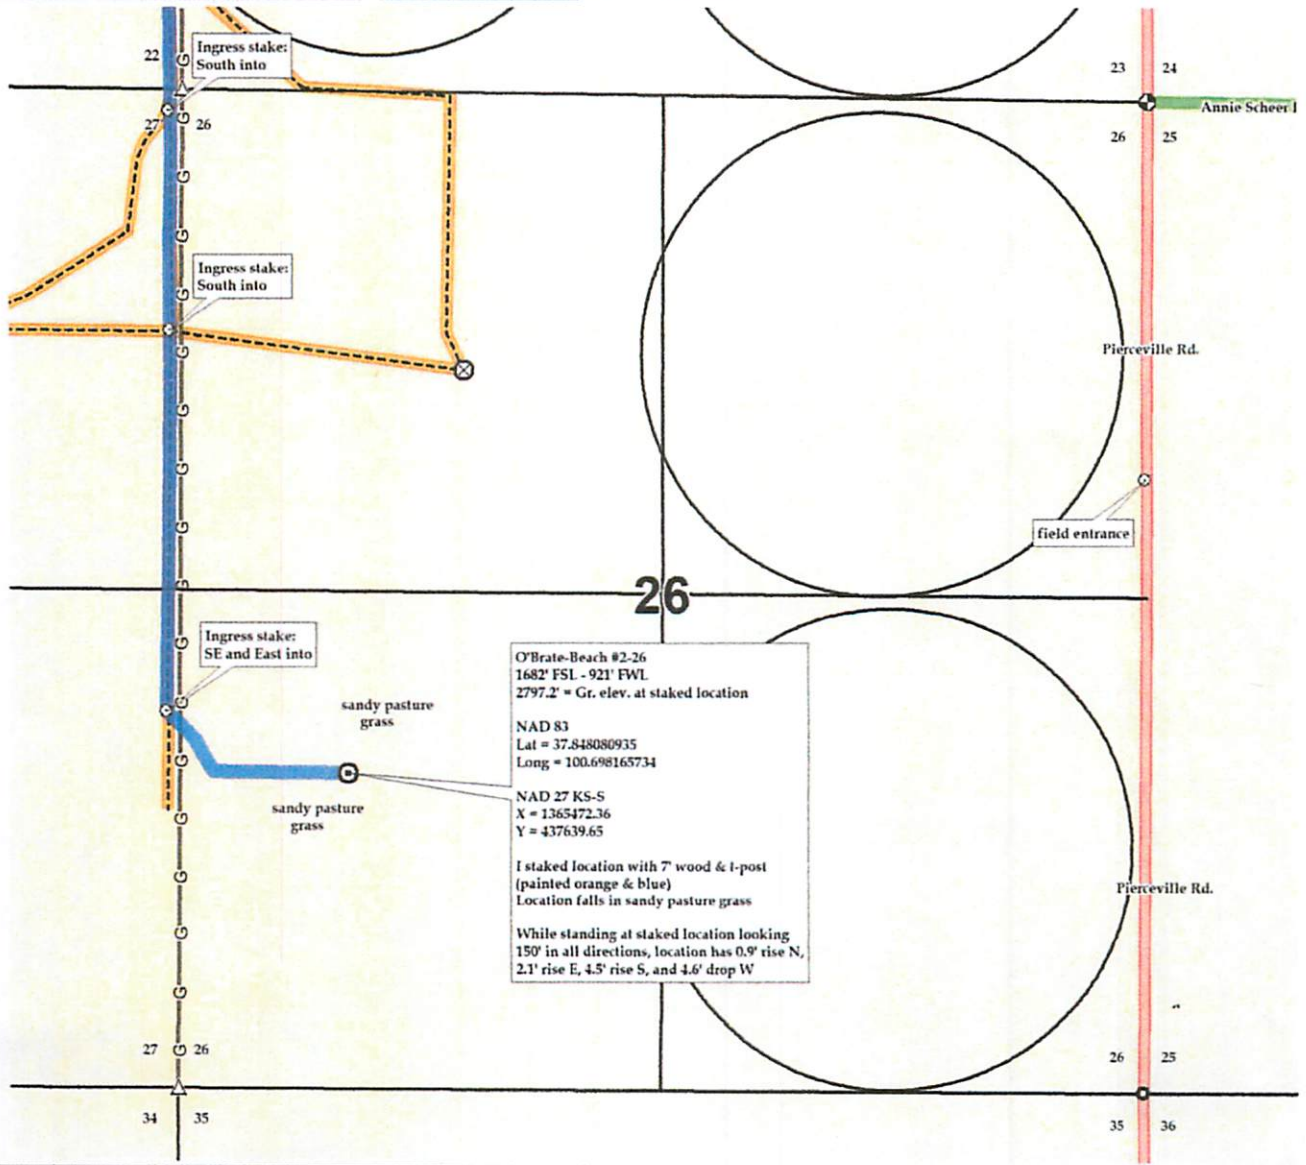 22
Ingress stake:
South into
23 24
Annie Scheer
27 26
26 25
G
G
G
G
G
Ingress stake:
South into
G
G
Pierceville Rd.
G
G
G
field entrance
G
26
G
Ingress stake:
SE and East into
O'Brate-Beach #2-26
1682' FSL - 921' FWL
2797.2' = Gr. elev. at staked location
NAD 83
Lat = 37.848080935
Long = 100.698165734
NAD 27 KS-S
X = 1365472.36
Y = 437639.65
I staked location with 7' wood & t-post
(painted orange & blue)
Location falls in sandy pasture grass
While standing at staked location looking
150' in all directions, location has 0.9' rise N,
2.1' rise E, 4.5' rise S, and 4.6' drop W
G
sandy pasture
grass
G
sandy pasture
grass
G
G
Pierceville Rd.
G
G
27 G 26
26 25
34 35
35 36